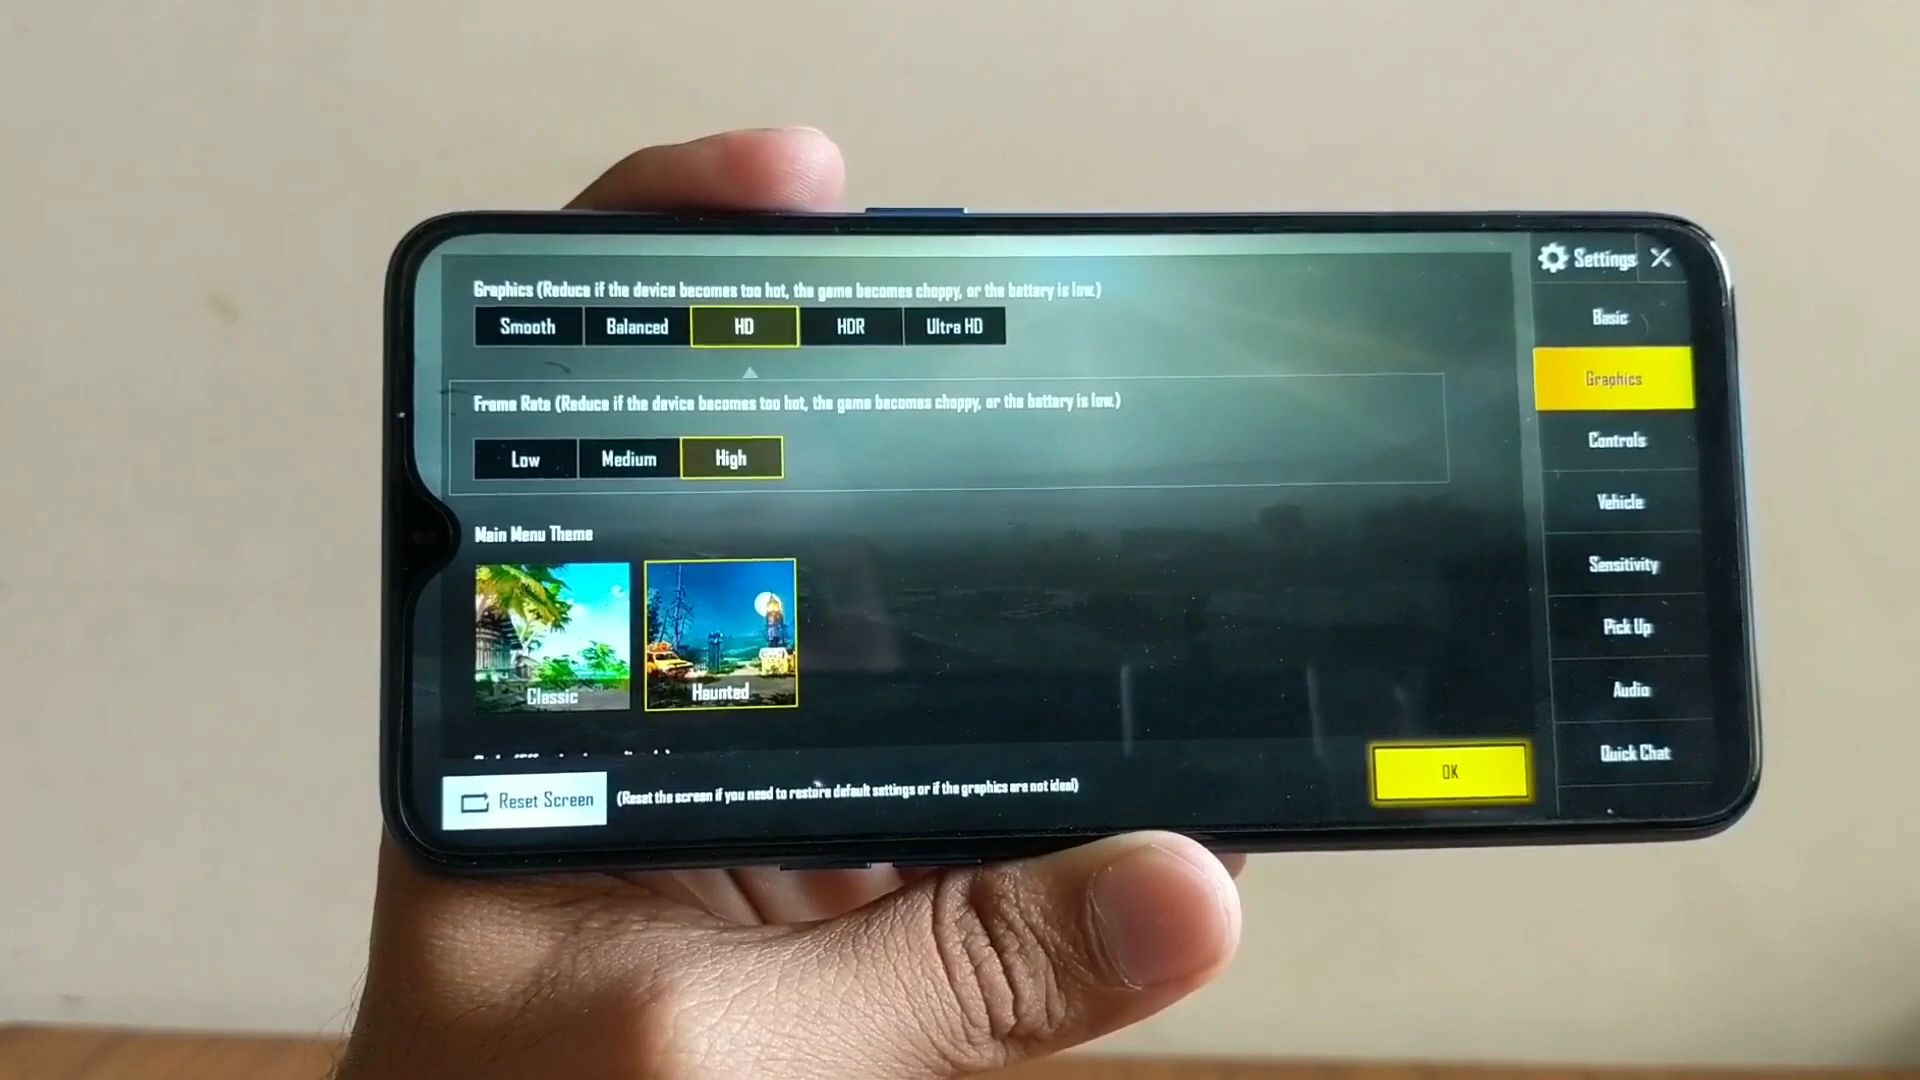 Graphics (Reduce if the device becomes too hot, the game becomes choppy, or the battery is low.)
Smooth Balanced HD HDR Ultra HD
Frame Rate (Reduce if the device becomes too hot, the game becomes choppy, or the battery is low.)
Low Medium High
Main Menu Theme
Classic Haunted
Reset Screen (Reset the screen if you need to restore default settings or if the graphics are not ideal)
OK
Settings
Basic
Graphics
Controls
Vehicle
Sensitivity
Pick Up
Audio
Quick Chat